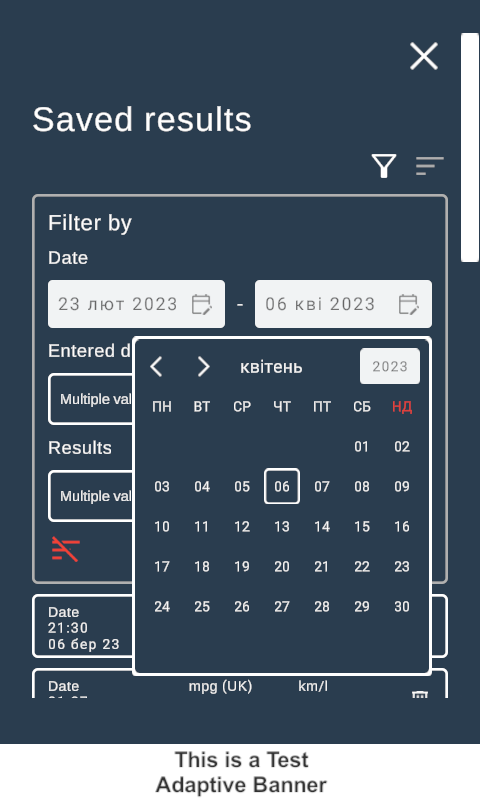 Saved results
Filter by
Date
23 лют 2023 - 06 кві 2023
Entered d
Multiple val
Results
Multiple val
квітень 2023
ПН ВТ СР ЧТ ПТ СБ НД
01 02
03 04 05 06 07 08 09
10 11 12 13 14 15 16
17 18 19 20 21 22 23
24 25 26 27 28 29 30
Date
21:30
06 бер 23
Date mpg (UK) km/l
This is a Test
Adaptive Banner